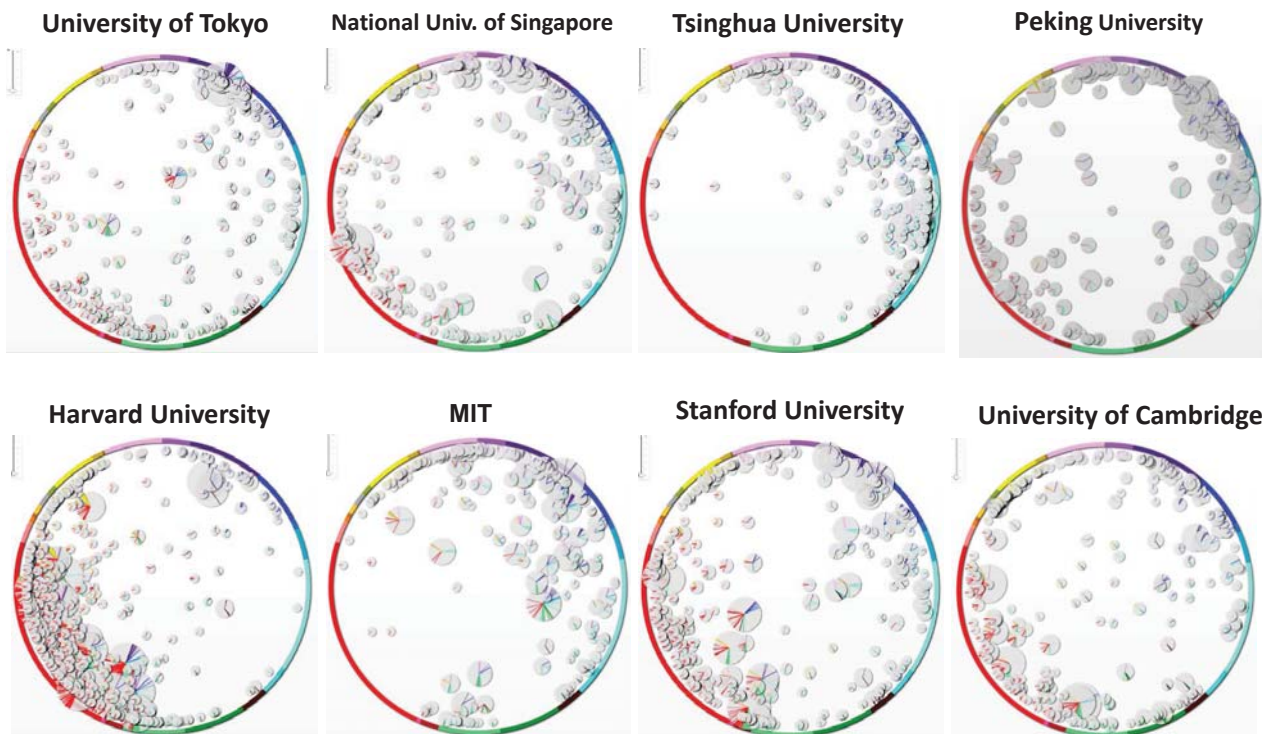 University of Tokyo
National Univ. of Singapore
Tsinghua University
Peking University
Harvard University
MIT
Stanford University
University of Cambridge